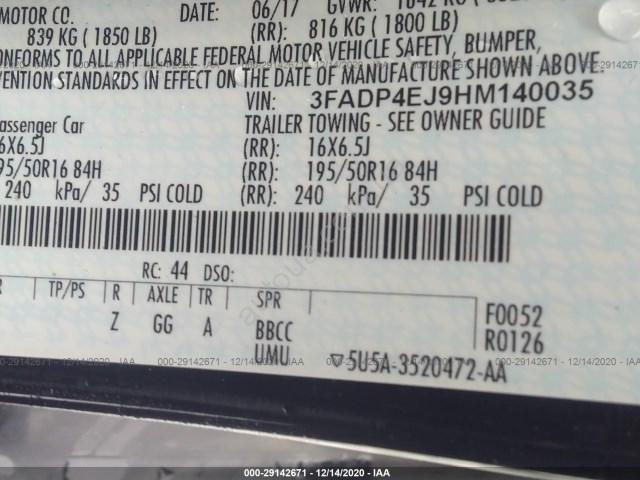 MOTOR CO. DATE: 06/17 GVWR:
839 KG ( 1850 LB) (RR): 816 KG ( 1800 LB)
ONFORMS TO ALL APPLICABLE FEDERAL MOTOR VEHICLE SAFETY, BUMPER,
VENTION STANDARDS IN EFFECT ON THE DATE OF MANUFACTURE SHOWN ABOVE.
VIN: 3FADP4EJ9HM140035
assenger Car TRAILER TOWING - SEE OWNER GUIDE
6X6.5J (RR): 16X6.5J
95/50R16 84H (RR): 195/50R16 84H
240 kPa/ 35 PSI COLD (RR): 240 kPa/ 35 PSI COLD
RC: 44 DSO:
R TP/PS R AXLE TR SPR F0052
Z GG A BBCC R0126
UMU ▽5U5A-3520472-AA
autoua.com
000-29142671 - 12/14/2020 - IAA